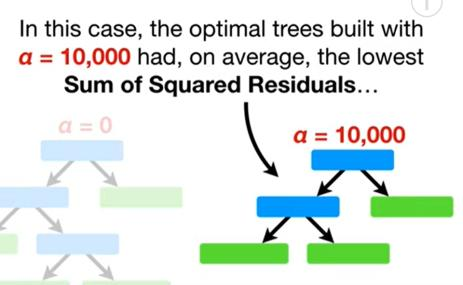 In this case, the optimal trees built with
α = 10,000 had, on average, the lowest
Sum of Squared Residuals…
α = 0
α = 10,000